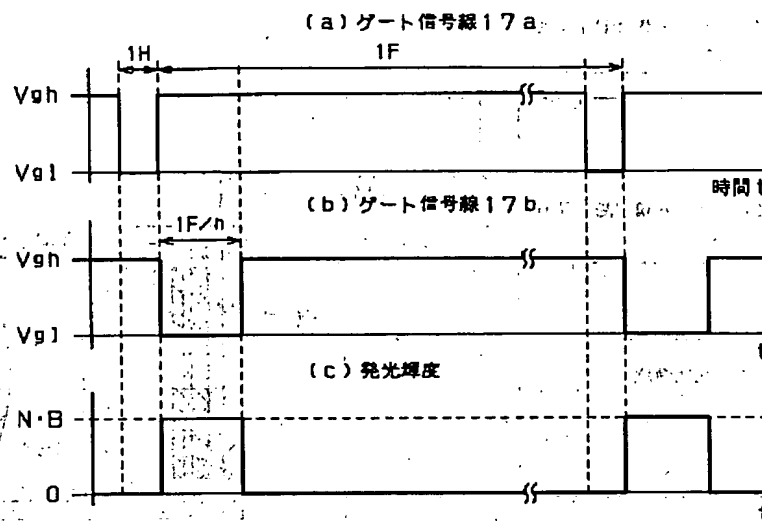 (a)ゲート信号線17a
1H
1F
Vgh
Vgl
時間t
(b)ゲート信号線17b
1F/n
Vgh
Vgl
t
(c)発光輝度
N·B
0
t